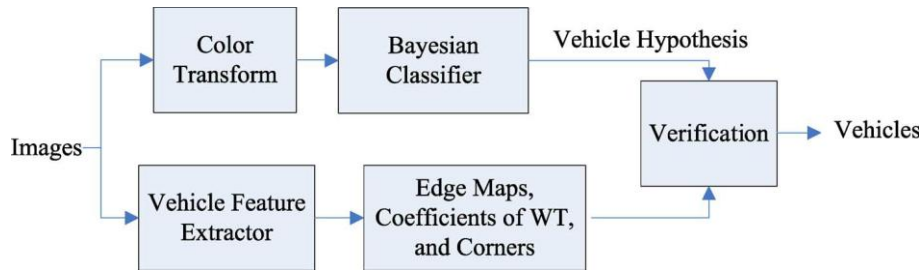 Images
Color
Transform
Bayesian
Classifier
Vehicle Hypothesis
Verification
Vehicles
Vehicle Feature
Extractor
Edge Maps,
Coefficients of WT,
and Corners